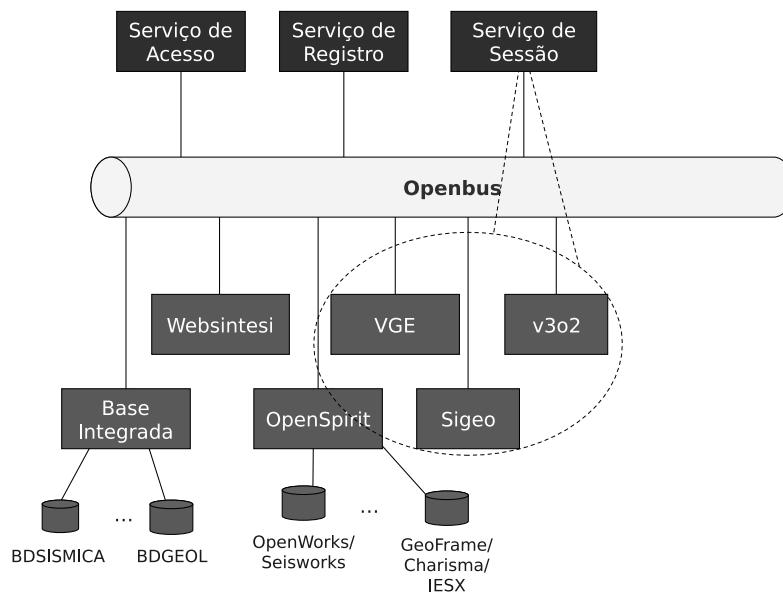 Serviço de
Acesso
Serviço de
Registro
Serviço de
Sessão
Openbus
Websintesi
VGE
v3o2
Base
Integrada
OpenSpirit
Sigeo
BDSISMICA
...
BDGEOL
OpenWorks/
Seisworks
...
GeoFrame/
Charisma/
IESX